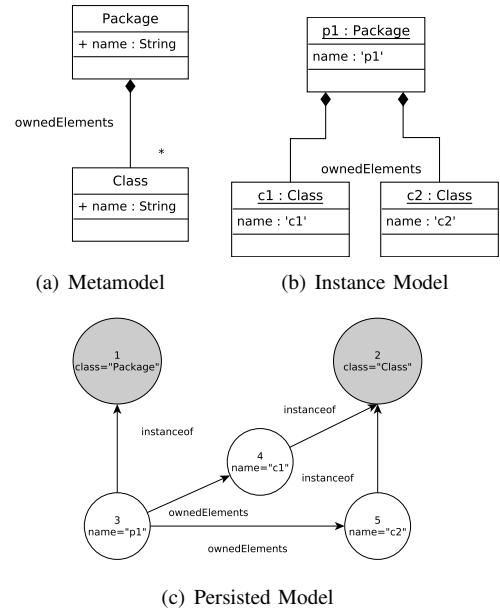 Package
+ name : String
ownedElements
*
Class
+ name : String
(a) Metamodel
p1 : Package
name : 'p1'
ownedElements
c1 : Class
name : 'c1'
c2 : Class
name : 'c2'
(b) Instance Model
1
class="Package"
2
class="Class"
instanceof
instanceof
4
name="c1"
instanceof
3
name="p1"
ownedElements
5
name="c2"
ownedElements
(c) Persisted Model